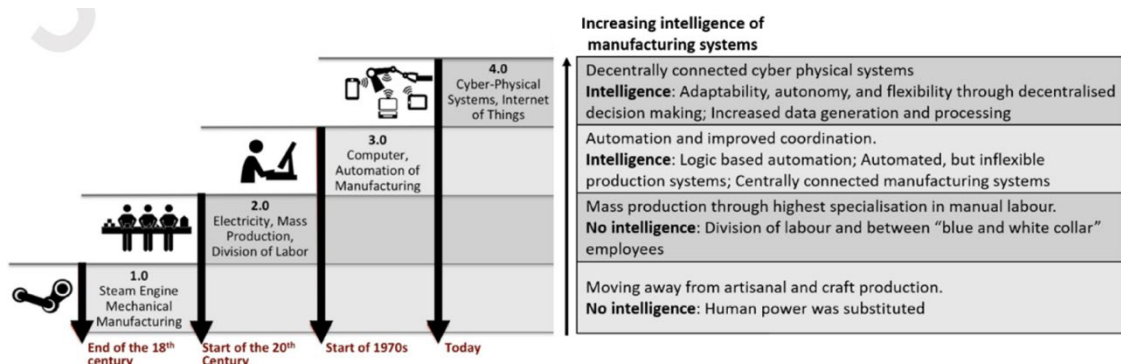 4.0
Cyber-Physical
Systems, Internet
of Things
3.0
Computer,
Automation of
Manufacturing
2.0
Electricity, Mass
Production,
Division of Labor
1.0
Steam Engine
Mechanical
Manufacturing
End of the 18th
century
Start of the 20th
Century
Start of 1970s
Today
Increasing intelligence of
manufacturing systems
Decentrally connected cyber physical systems
Intelligence: Adaptability, autonomy, and flexibility through decentralised
decision making; Increased data generation and processing
Automation and improved coordination.
Intelligence: Logic based automation; Automated, but inflexible
production systems; Centrally connected manufacturing systems
Mass production through highest specialisation in manual labour.
No intelligence: Division of labour and between “blue and white collar”
employees
Moving away from artisanal and craft production.
No intelligence: Human power was substituted